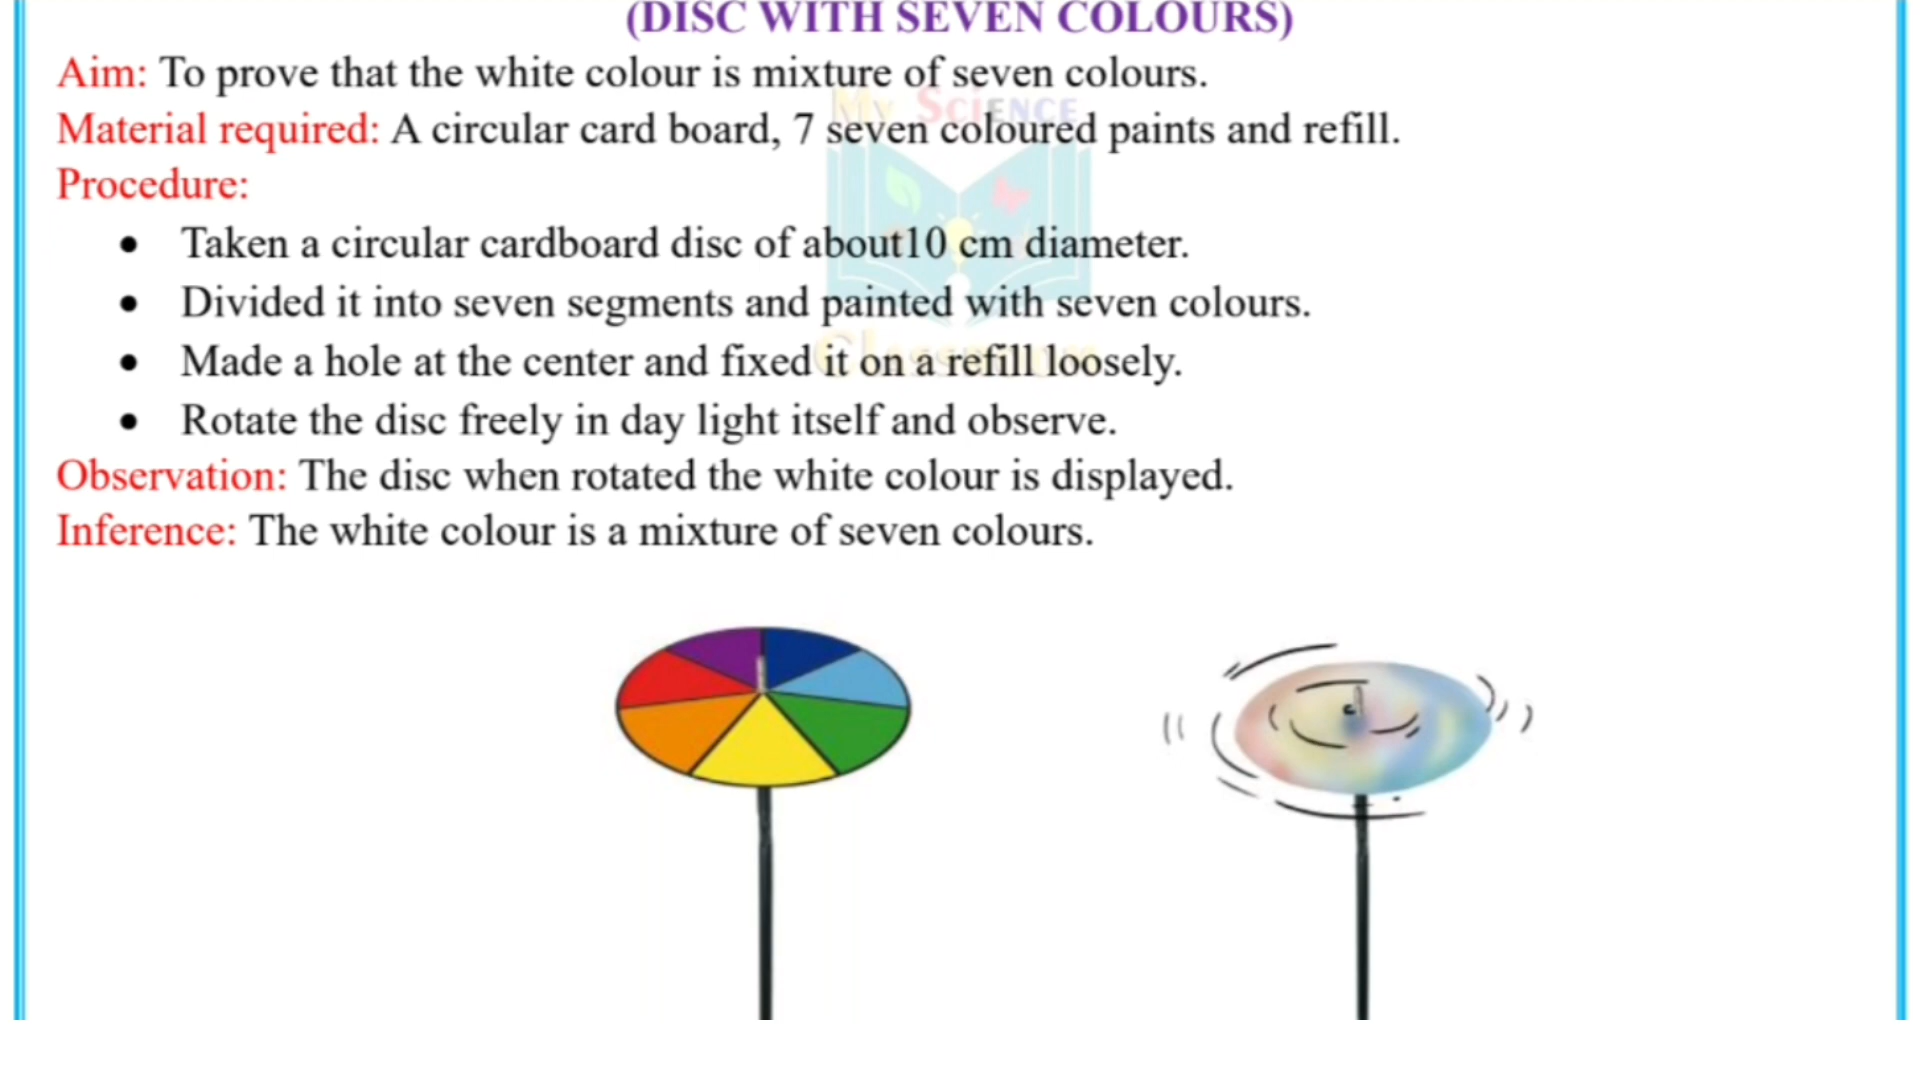 (DISC WITH SEVEN COLOURS)
Aim: To prove that the white colour is mixture of seven colours.
My Science
Material required: A circular card board, 7 seven coloured paints and refill.
Procedure:
• Taken a circular cardboard disc of about10 cm diameter.
• Divided it into seven segments and painted with seven colours.
• Made a hole at the center and fixed it on a refill loosely.
• Rotate the disc freely in day light itself and observe.
Observation: The disc when rotated the white colour is displayed.
Inference: The white colour is a mixture of seven colours.